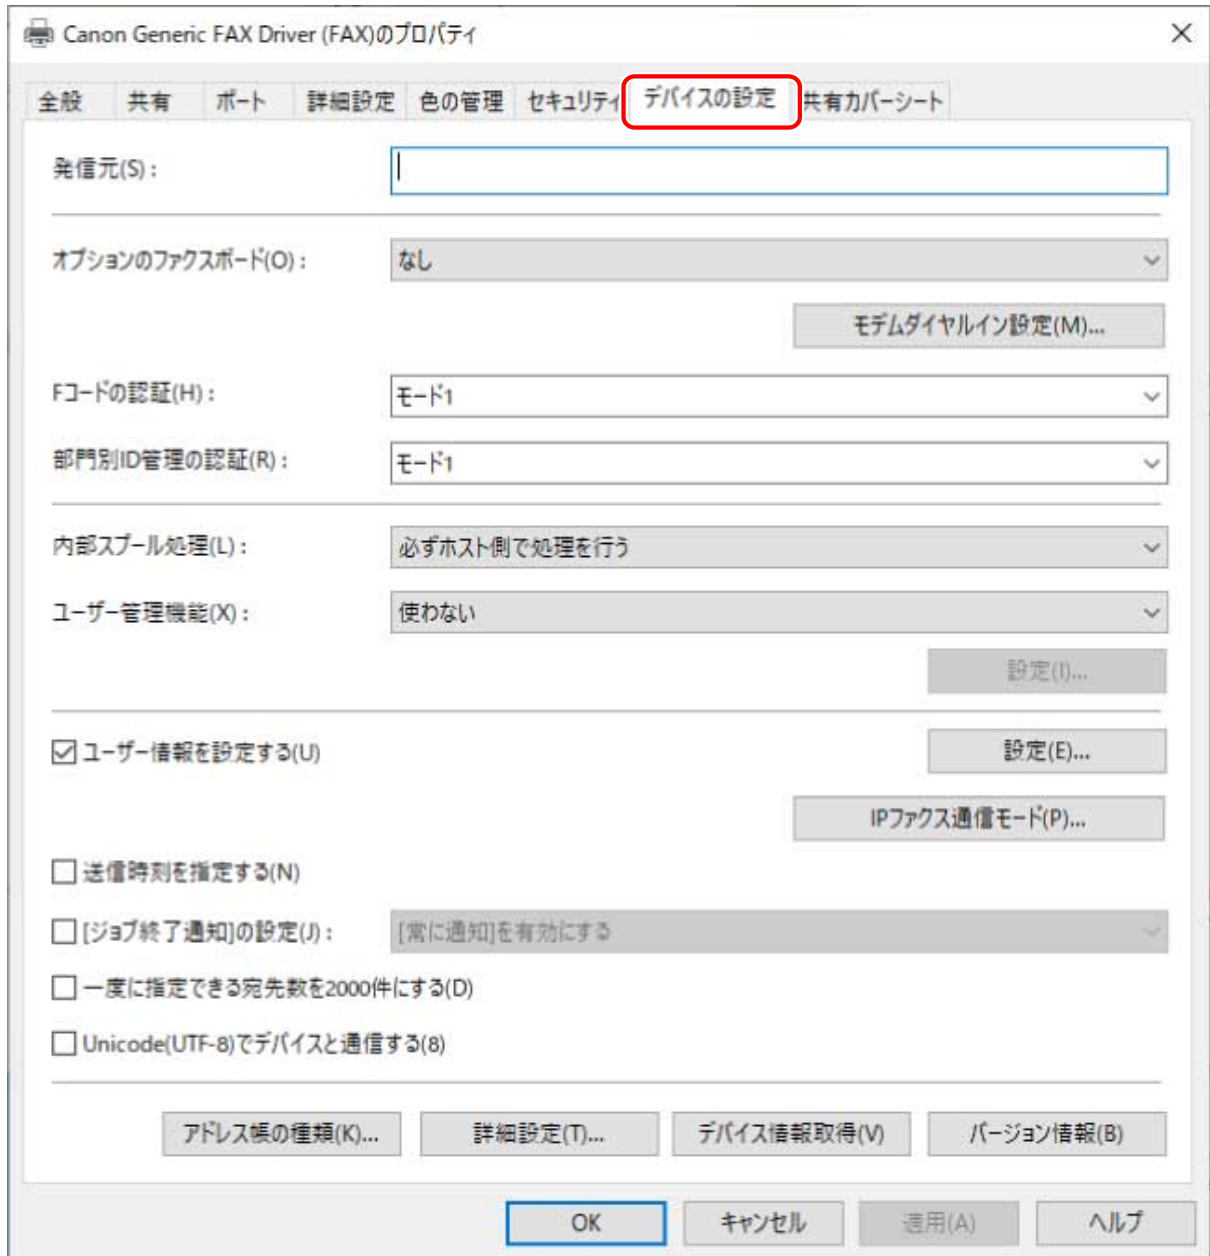 Canon Generic FAX Driver (FAX)のプロパティ
全般 共有 ポート 詳細設定 色の管理 セキュリティ デバイスの設定 共有カバーシート
発信元(S):
オプションのファクスボード(O): なし
モデムダイヤルイン設定(M)...
Fコードの認証(H): モード1
部門別ID管理の認証(R): モード1
内部スプール処理(L): 必ずホスト側で処理を行う
ユーザー管理機能(X): 使わない
設定(I)...
ユーザー情報を設定する(U) 設定(E)...
IPファクス通信モード(P)...
送信時刻を指定する(N)
[ジョブ終了通知]の設定(J): [常に通知]を有効にする
一度に指定できる宛先数を2000件にする(D)
Unicode(UTF-8)でデバイスと通信する(8)
アドレス帳の種類(K)... 詳細設定(T)... デバイス情報取得(V) バージョン情報(B)
OK キャンセル 適用(A) ヘルプ